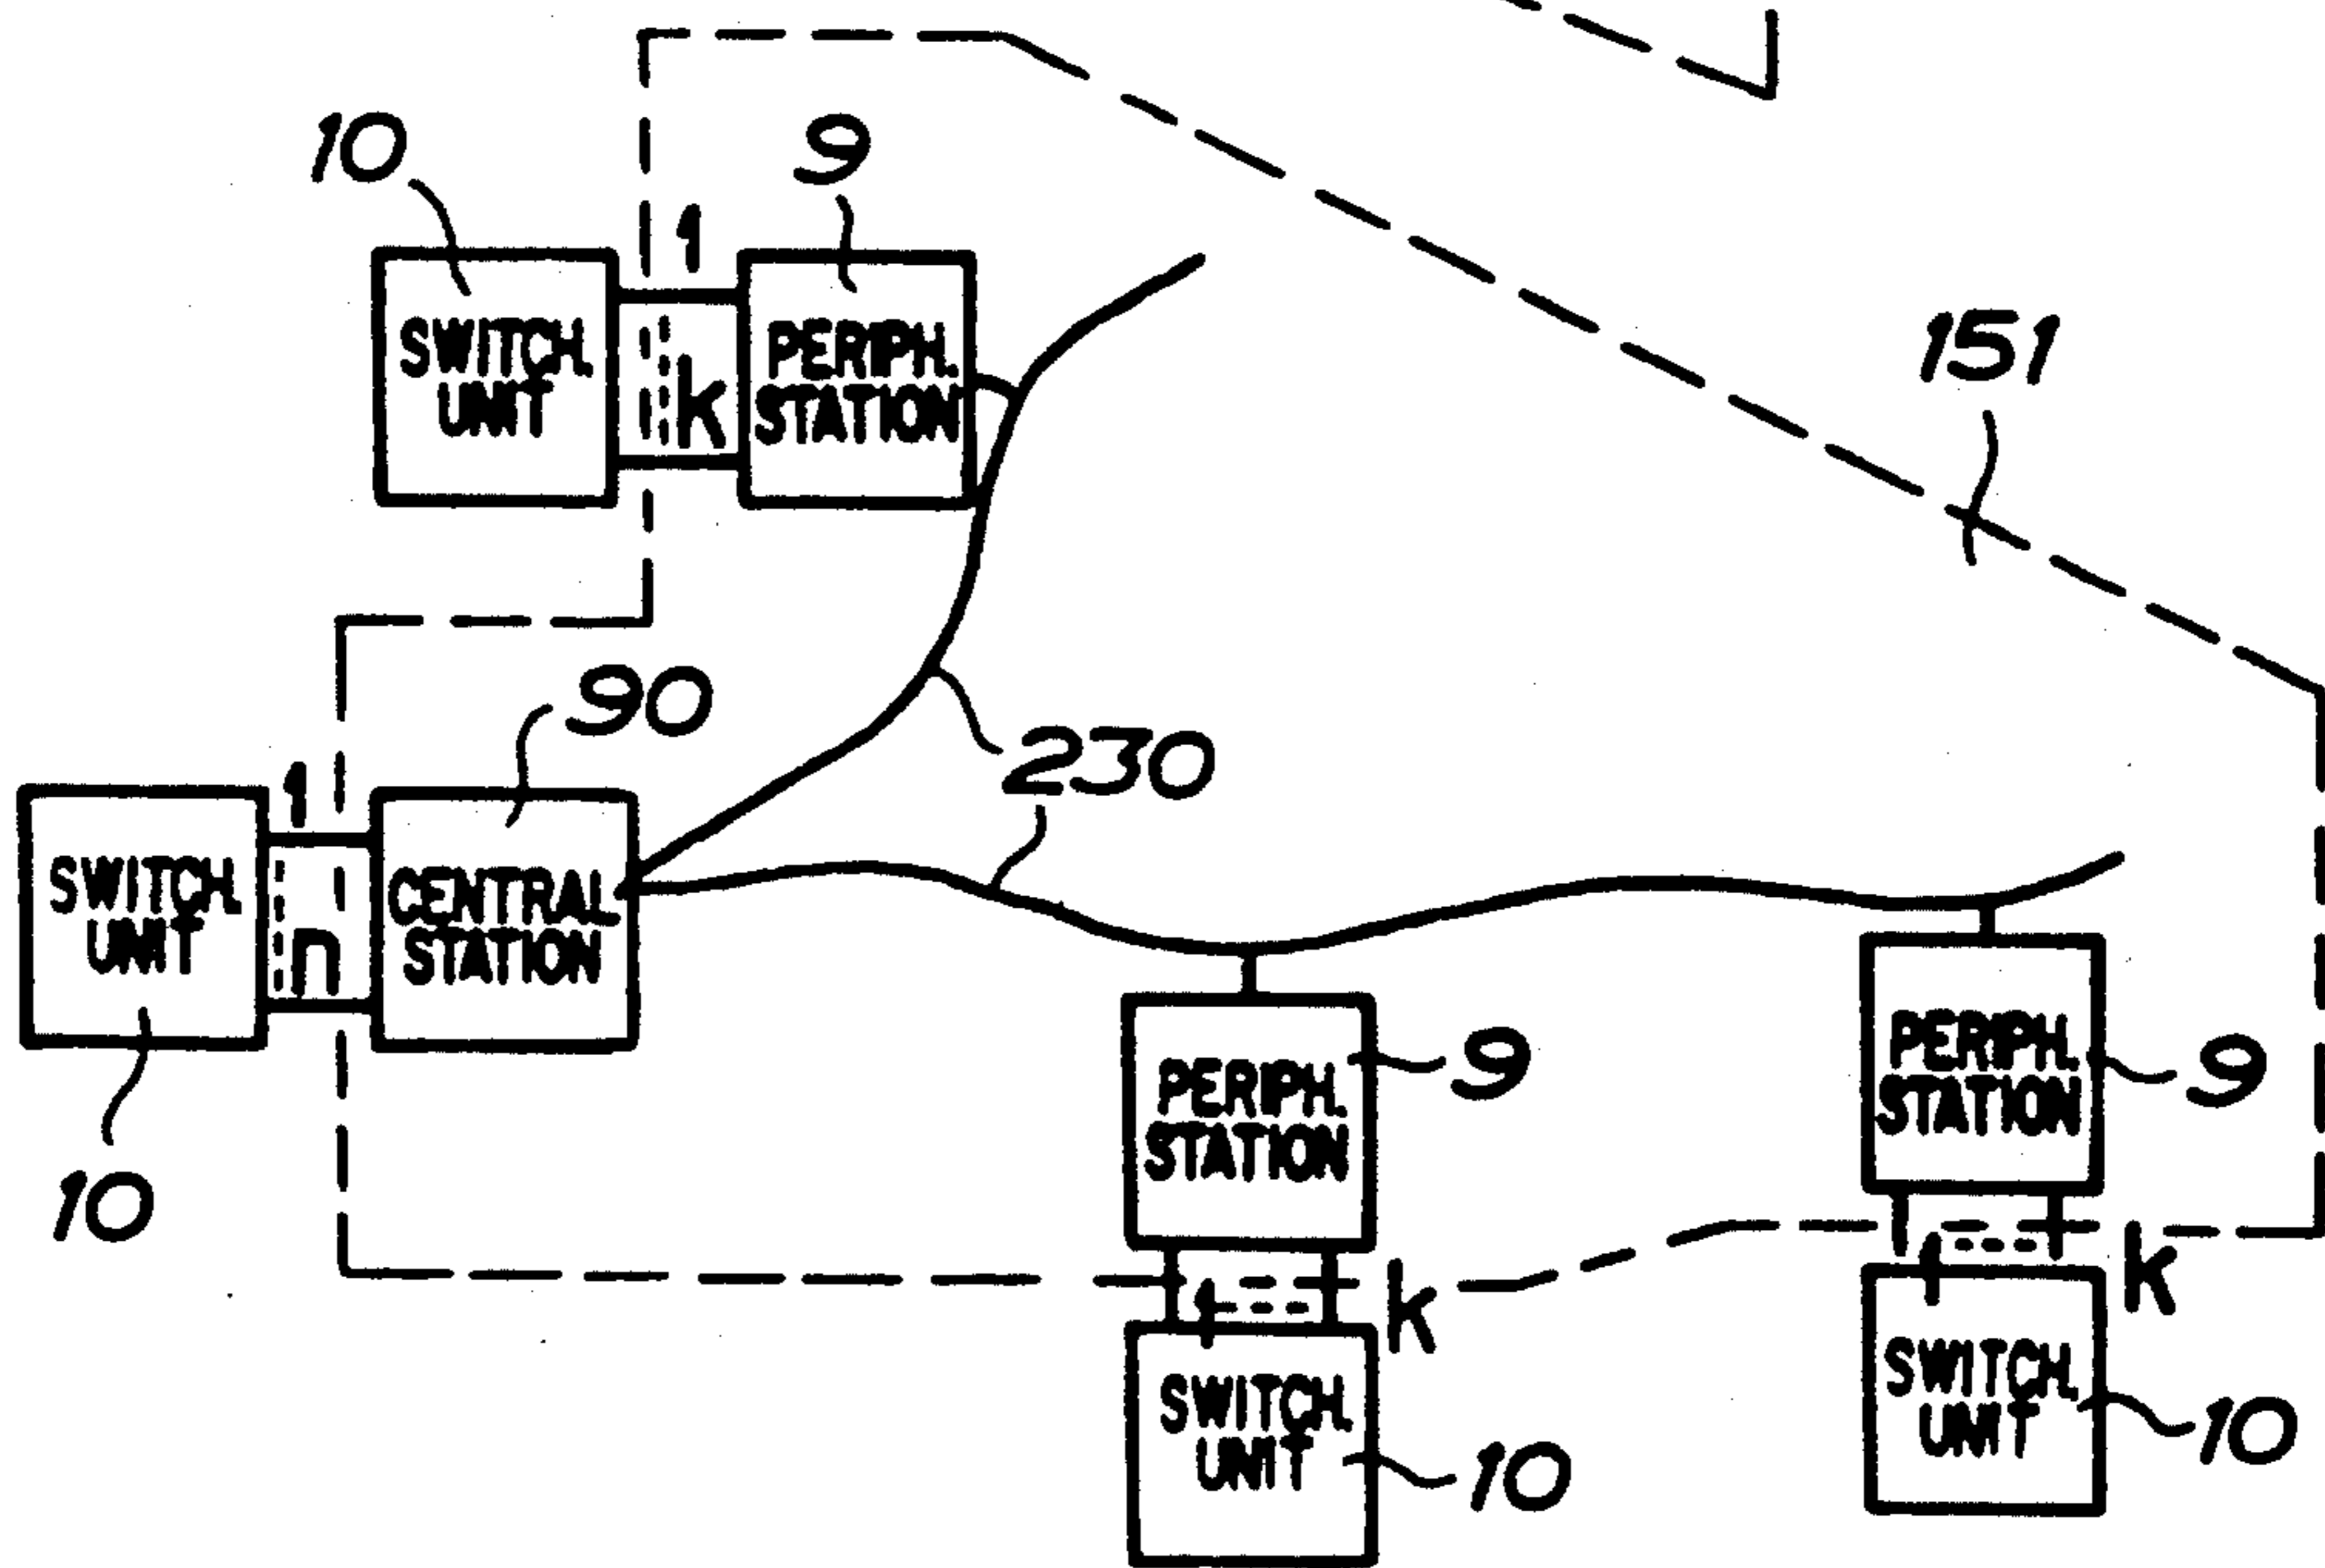 10
9
1
SWITCH.
UNIT
k
PERIPH.
STATION
151
90
230
1
SWITCH.
UNIT
n
CENTRAL
STATION
10
PERIPH.
STATION
9
PERIPH.
STATION
9
1
k
1
k
SWITCH.
UNIT
10
SWITCH.
UNIT
10